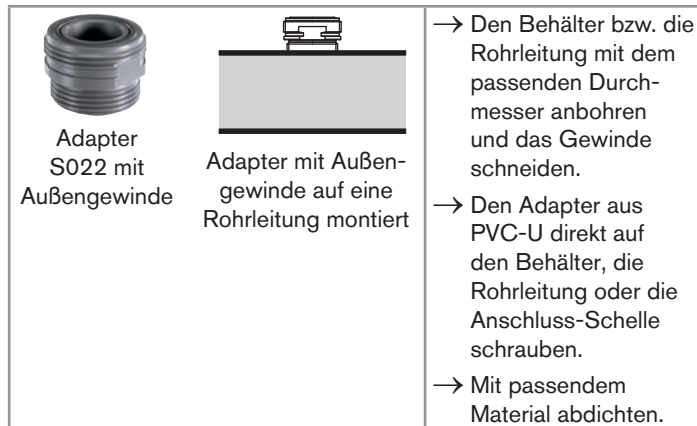 Adapter
S022 mit
Außengewinde
Adapter mit Außen-
gewinde auf eine
Rohrleitung montiert
→ Den Behälter bzw. die
Rohrleitung mit dem
passenden Durch-
messer anbohren
und das Gewinde
schneiden.
→ Den Adapter aus
PVC-U direkt auf
den Behälter, die
Rohrleitung oder die
Anschluss-Schelle
schrauben.
→ Mit passendem
Material abdichten.